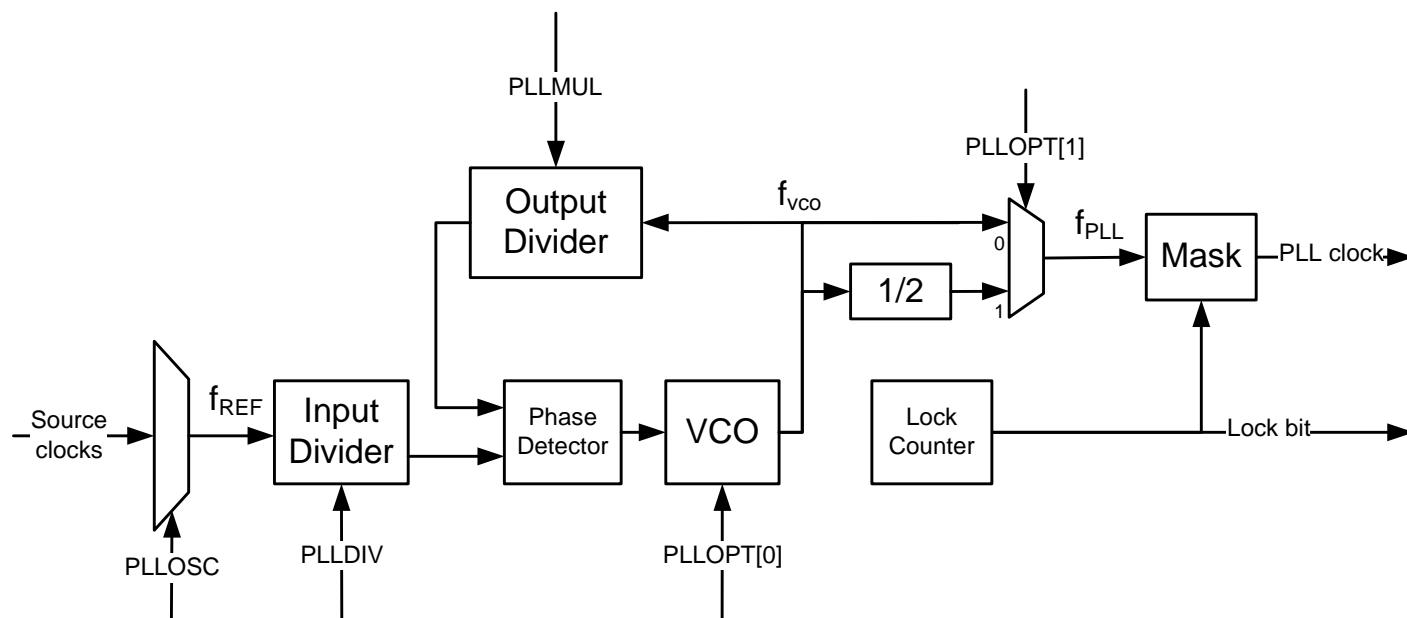 PLLMUL
PLLOPT[1]
Output
Divider
fvco
0
fPLL
Mask
PLL clock
1/2
1
Source
clocks
fREF
Input
Divider
Phase
Detector
VCO
Lock
Counter
Lock bit
PLLOSC
PLLDIV
PLLOPT[0]